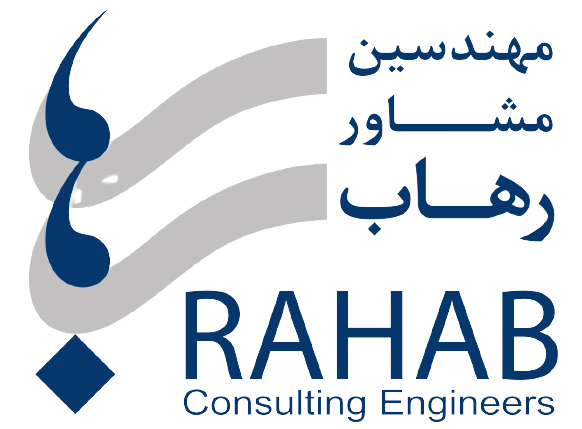 مهندسین
مشاور
رهاب
RAHAB
Consulting Engineers